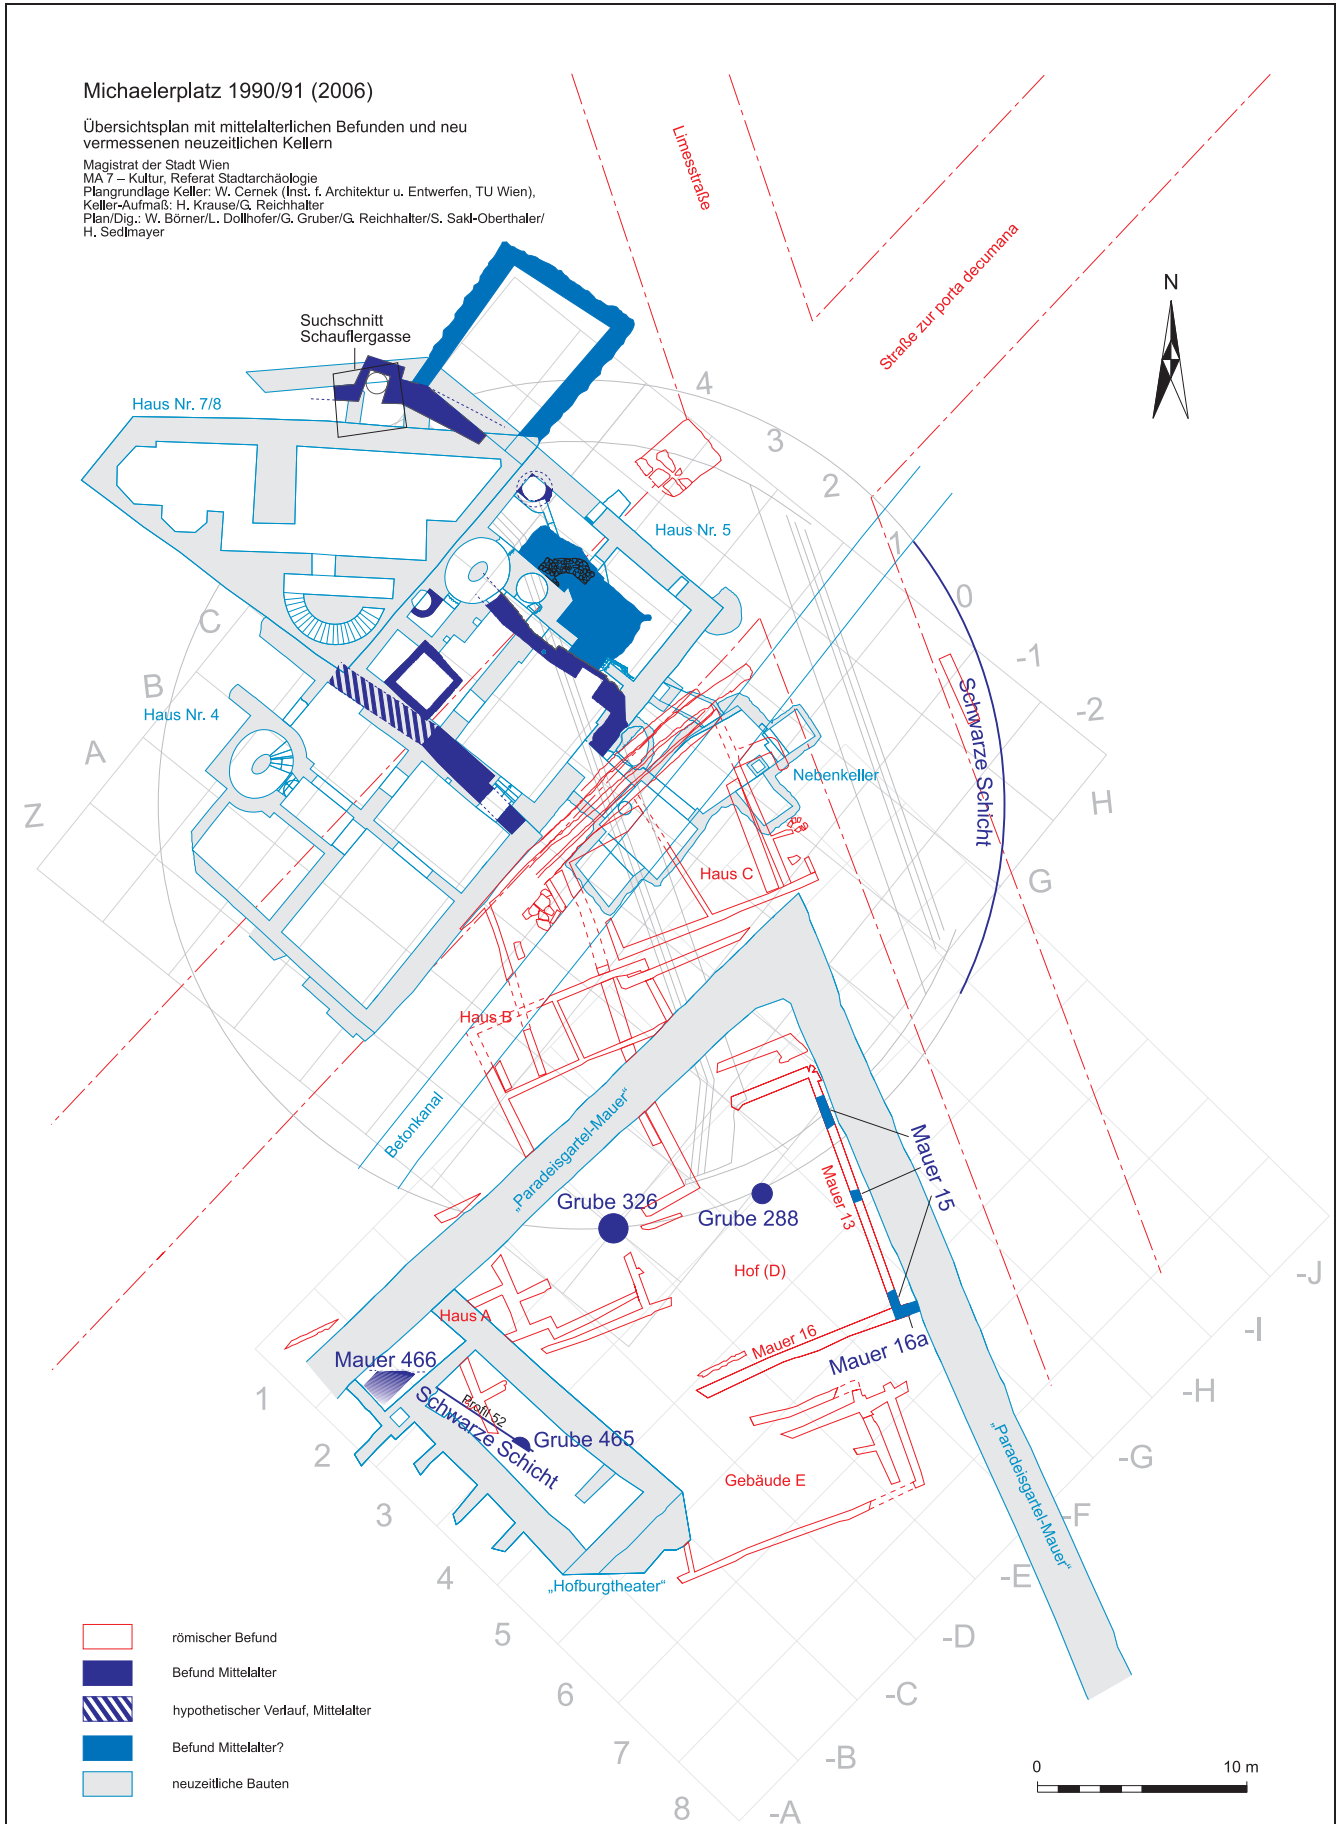 Michaelerplatz 1990/91 (2006)
Übersichtsplan mit mittelalterlichen Befunden und neu
vermessenen neuzeitlichen Kellern
Magistrat der Stadt Wien
MA 7 – Kultur, Referat Stadtarchäologie
Plangrundlage Keller: W. Cernek (Inst. f. Architektur u. Entwerfen, TU Wien),
Keller-Aufmaß: H. Krause/G. Reichhalter
Plan/Dig.: W. Börner/L. Dollhofer/G. Gruber/G. Reichhalter/S. Sakl-Oberthaler/
H. Sedlmayer
Limesstraße
Straße zur porta decumana
N
Suchschnitt
Schauflergasse
Haus Nr. 7/8
4
3
2
1
0
-1
-2
Haus Nr. 5
C
B
A
Z
Haus Nr. 4
Schwarze Schicht
Nebenkeller
H
G
Haus C
Haus B
Betonkanal
„Paradeisgartel-Mauer“
Mauer 15
Mauer 13
Grube 326
Grube 288
Hof (D)
Haus A
Mauer 16
Mauer 16a
-J
-I
-H
-G
-F
-E
-D
-C
-B
-A
1
2
3
4
5
6
7
8
Mauer 466
Profil 52
Schwarze Schicht
Grube 465
Gebäude E
„Paradeisgartel-Mauer“
„Hofburgtheater“
römischer Befund
Befund Mittelalter
hypothetischer Verlauf, Mittelalter
Befund Mittelalter?
neuzeitliche Bauten
0 10 m